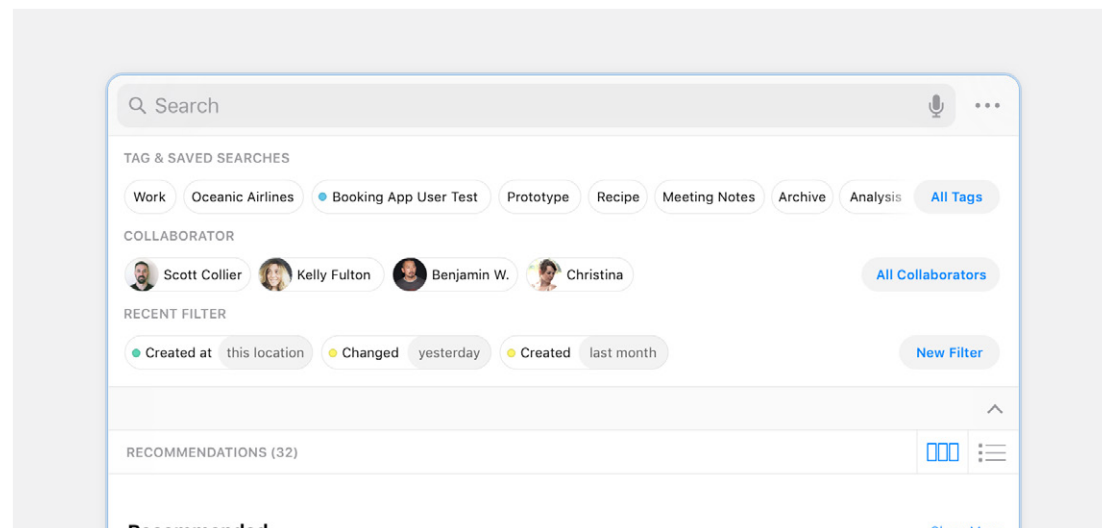 Search
TAG & SAVED SEARCHES
Work Oceanic Airlines Booking App User Test Prototype Recipe Meeting Notes Archive Analysis All Tags
COLLABORATOR
Scott Collier Kelly Fulton Benjamin W. Christina All Collaborators
RECENT FILTER
Created at this location Changed yesterday Created last month New Filter
RECOMMENDATIONS (32)
Recommended